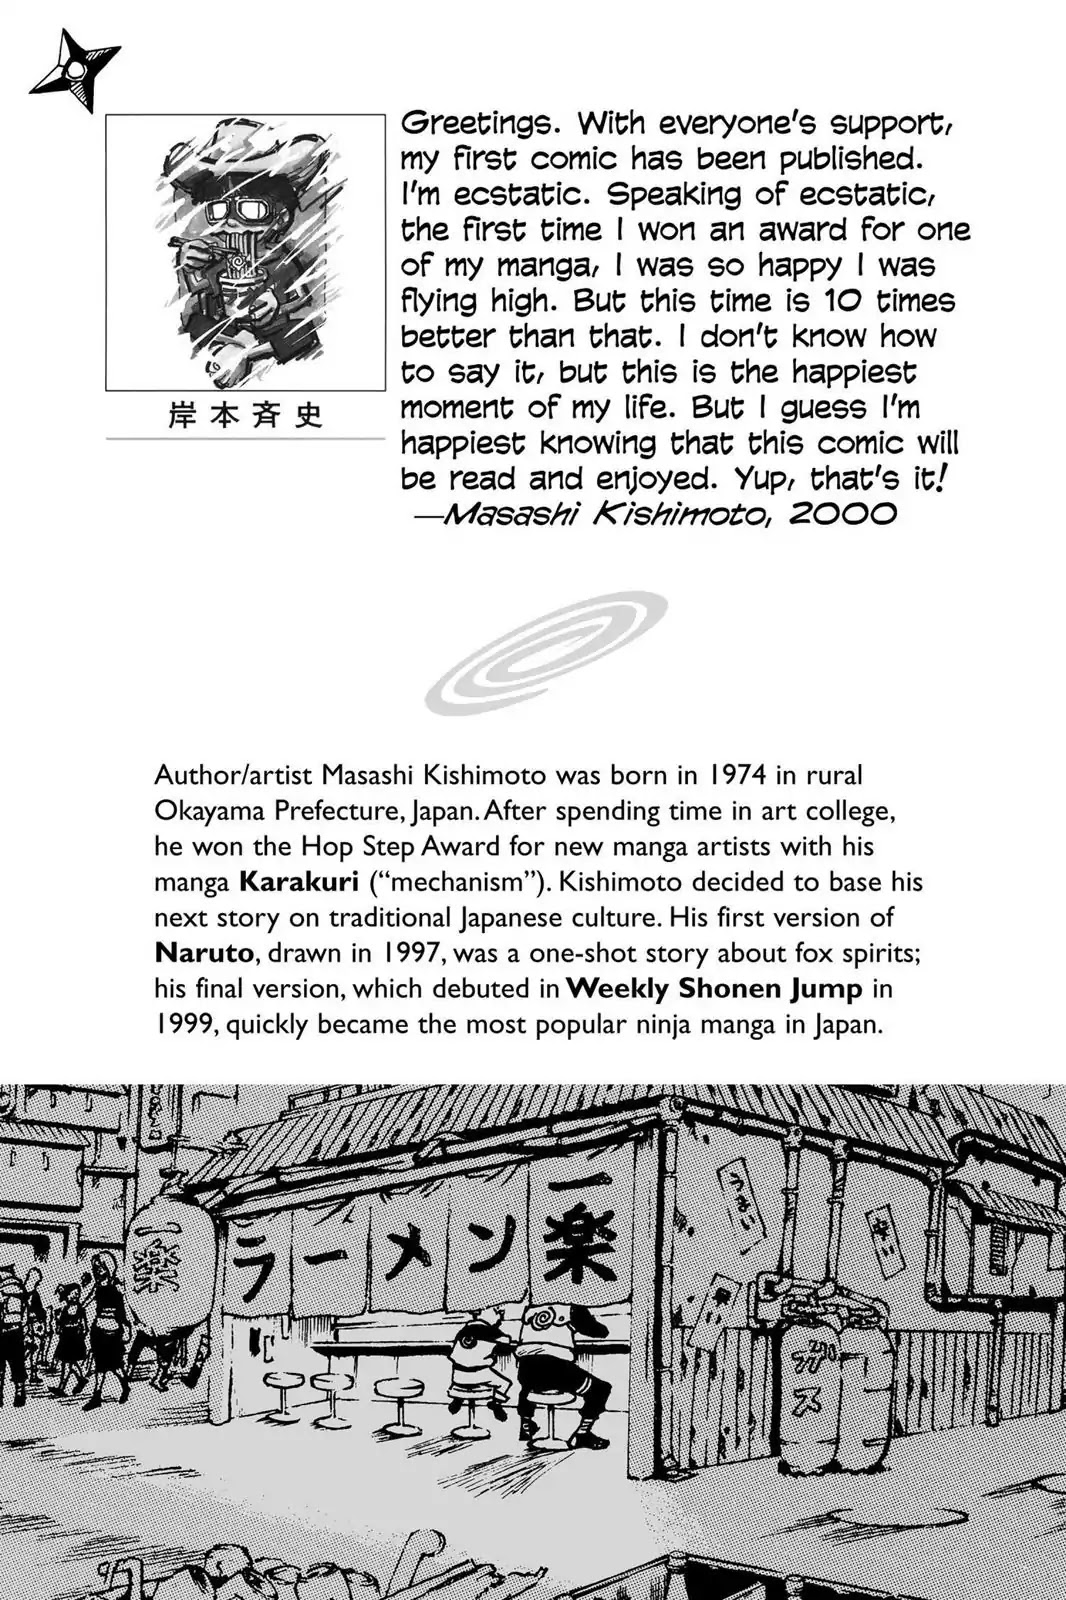 Greetings. With everyone's support,
my first comic has been published.
I'm ecstatic. Speaking of ecstatic,
the first time I won an award for one
of my manga, I was so happy I was
flying high. But this time is 10 times
better than that. I don't know how
to say it, but this is the happiest
moment of my life. But I guess I'm
happiest knowing that this comic will
be read and enjoyed. Yup, that's it!
—Masashi Kishimoto, 2000
岸本斉史
Author/artist Masashi Kishimoto was born in 1974 in rural
Okayama Prefecture, Japan. After spending time in art college,
he won the Hop Step Award for new manga artists with his
manga Karakuri (“mechanism”). Kishimoto decided to base his
next story on traditional Japanese culture. His first version of
Naruto, drawn in 1997, was a one-shot story about fox spirits;
his final version, which debuted in Weekly Shonen Jump in
1999, quickly became the most popular ninja manga in Japan.
一楽
ラーメン一楽
うまい
やすい
ガス